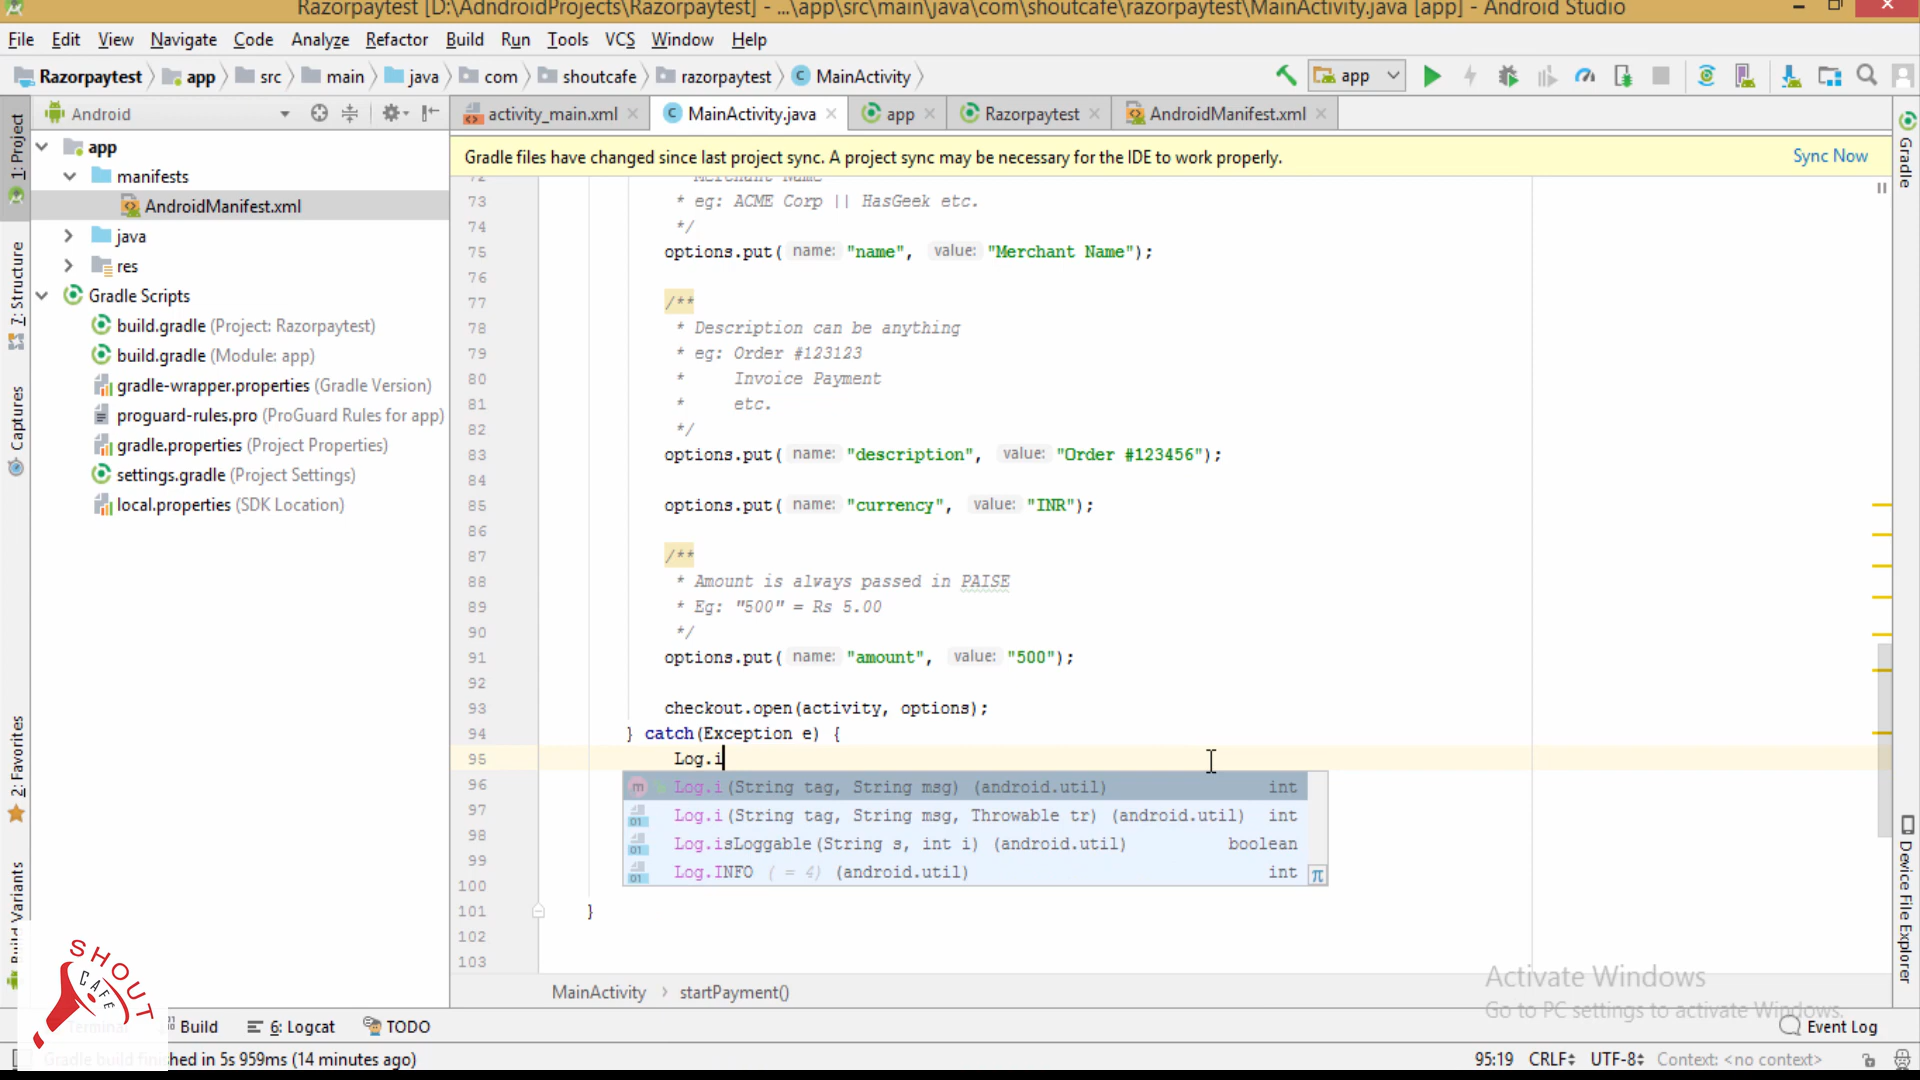 Razorpaytest [D:\AdndroidProjects\Razorpaytest] - ...\app\src\main\java\com\shoutcafe\razorpaytest\MainActivity.java [app] - Android Studio
File Edit View Navigate Code Analyze Refactor Build Run Tools VCS Window Help
Razorpaytest app src main java com shoutcafe razorpaytest MainActivity app
Android activity_main.xml MainActivity.java app Razorpaytest AndroidManifest.xml
Gradle files have changed since last project sync. A project sync may be necessary for the IDE to work properly. Sync Now
1: Project
7: Structure
Captures
2: Favorites
Build Variants
app
manifests
AndroidManifest.xml
java
res
Gradle Scripts
build.gradle (Project: Razorpaytest)
build.gradle (Module: app)
gradle-wrapper.properties (Gradle Version)
proguard-rules.pro (ProGuard Rules for app)
gradle.properties (Project Properties)
settings.gradle (Project Settings)
local.properties (SDK Location)
72 Merchant Name
73 * eg: ACME Corp || HasGeek etc.
74 */
75 options.put( name: "name", value: "Merchant Name");
76
77 /**
78 * Description can be anything
79 * eg: Order #123123
80 * Invoice Payment
81 * etc.
82 */
83 options.put( name: "description", value: "Order #123456");
84
85 options.put( name: "currency", value: "INR");
86
87 /**
88 * Amount is always passed in PAISE
89 * Eg: "500" = Rs 5.00
90 */
91 options.put( name: "amount", value: "500");
92
93 checkout.open(activity, options);
94 } catch(Exception e) {
95 Log.i
96 m Log.i(String tag, String msg) (android.util) int
97 01 Log.i(String tag, String msg, Throwable tr) (android.util) int
98 01 Log.isLoggable(String s, int i) (android.util) boolean
99 01 Log.INFO ( = 4) (android.util) int π
100
101 }
102
103
Gradle
Device File Explorer
MainActivity startPayment()
Activate Windows
Go to PC settings to activate Windows.
SHOUT
CAFE
Terminal Build 6: Logcat TODO Event Log
Gradle build finished in 5s 959ms (14 minutes ago) 95:19 CRLF UTF-8 Context: <no context>